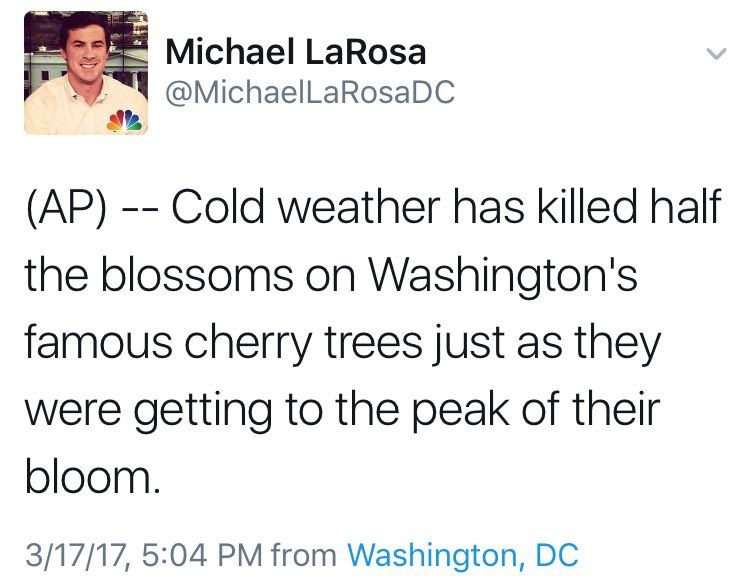 Michael LaRosa
@MichaelLaRosaDC
(AP) -- Cold weather has killed half
the blossoms on Washington's
famous cherry trees just as they
were getting to the peak of their
bloom.
3/17/17, 5:04 PM from Washington, DC